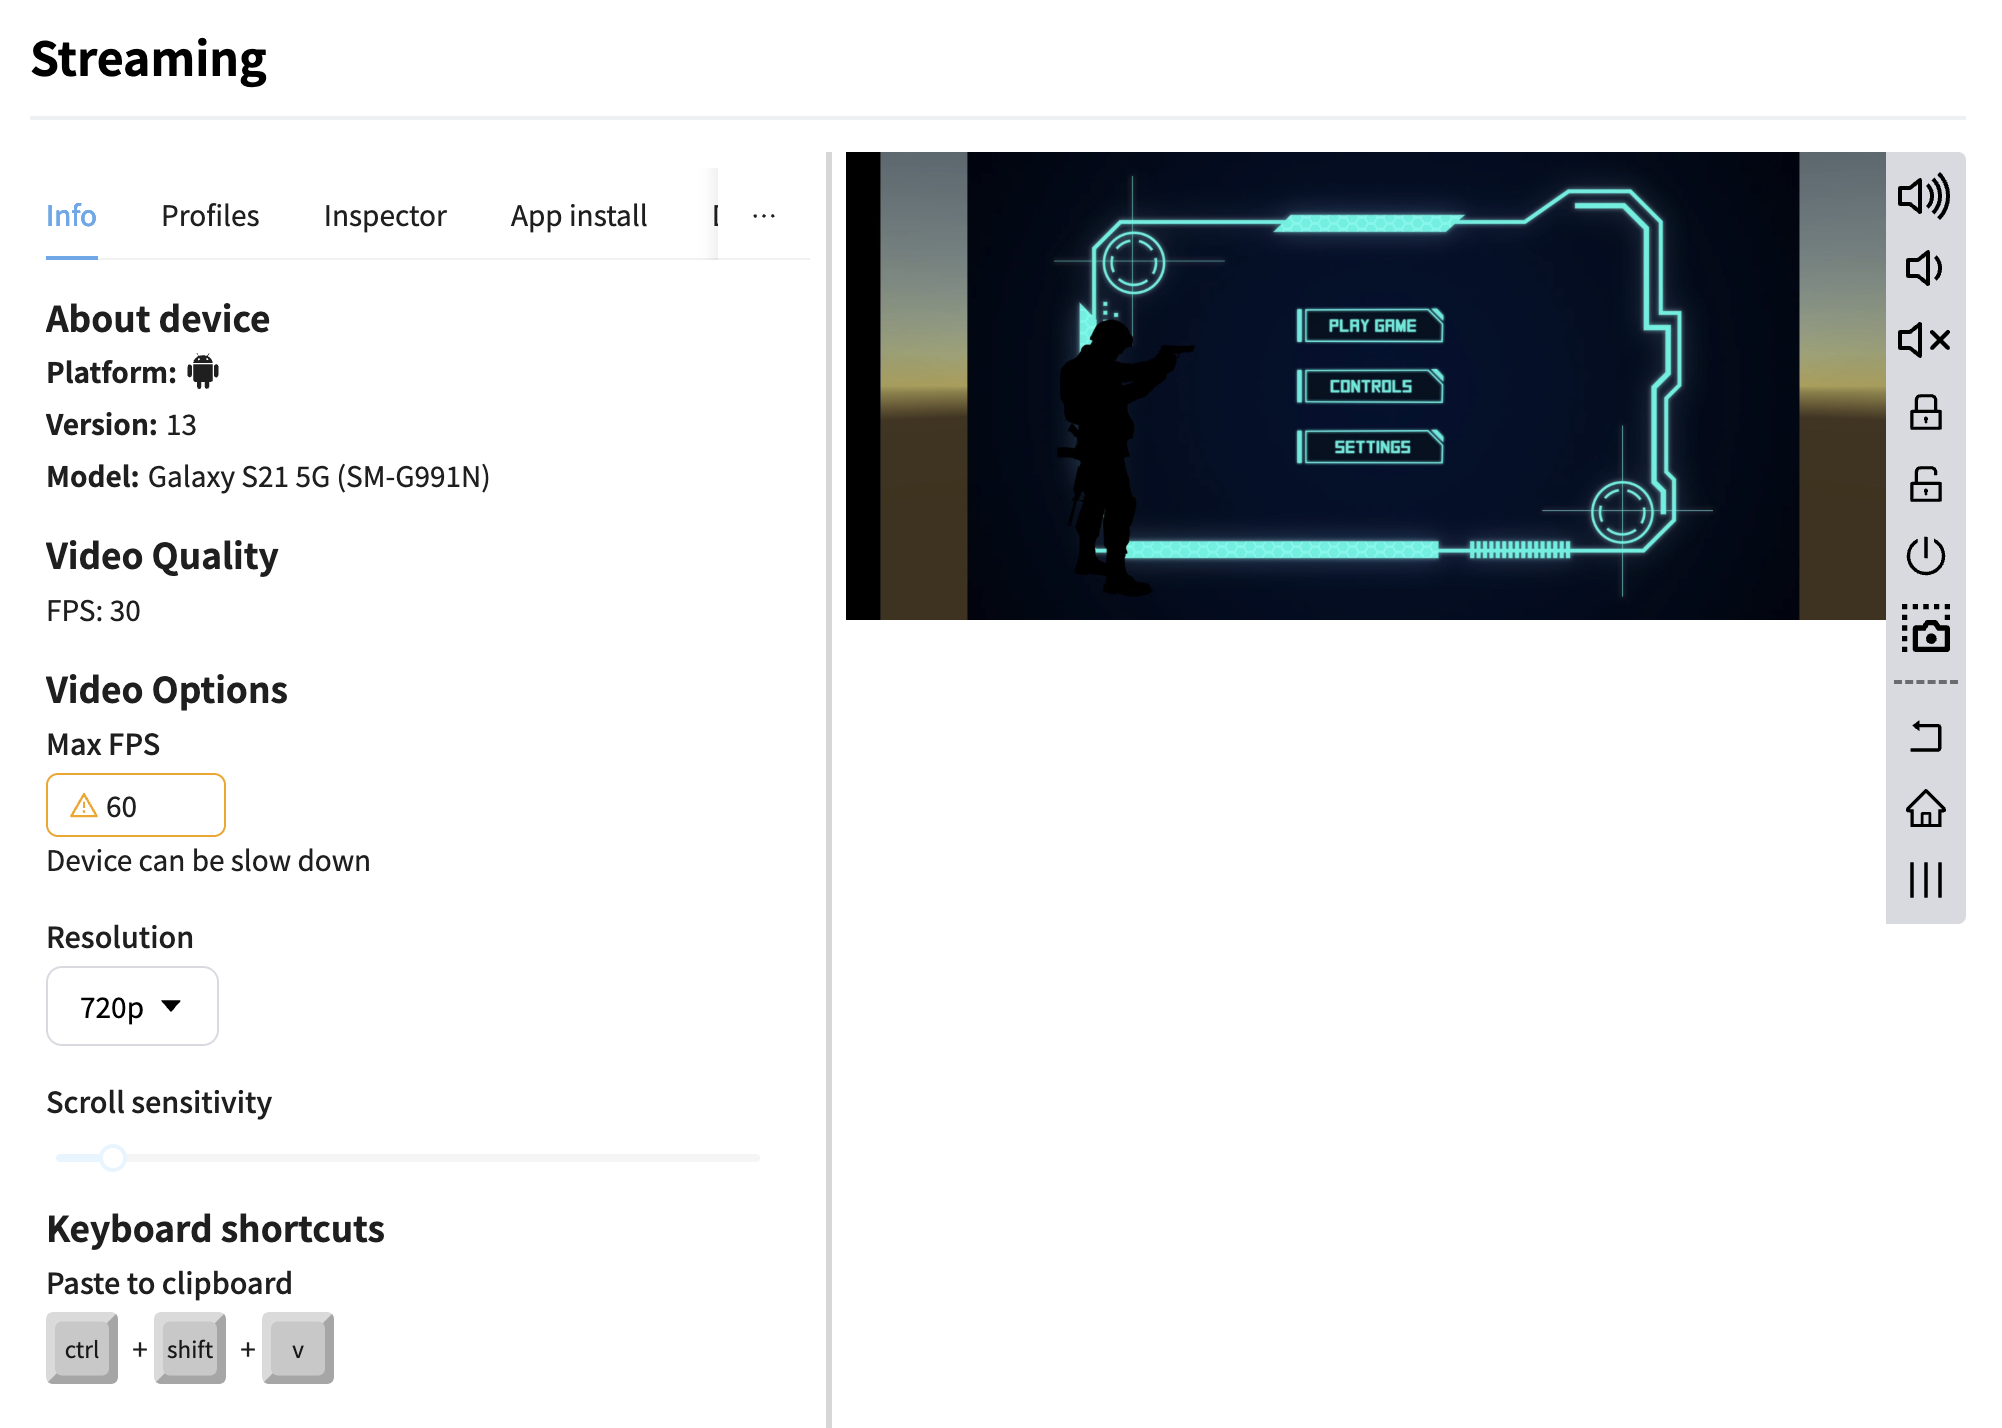 Streaming
Info Profiles Inspector App install ...
About device
Platform:
Version: 13
Model: Galaxy S21 5G (SM-G991N)
Video Quality
FPS: 30
Video Options
Max FPS
60
Device can be slow down
Resolution
720p
Scroll sensitivity
Keyboard shortcuts
Paste to clipboard
ctrl + shift + v
PLAY GAME
CONTROLS
SETTINGS